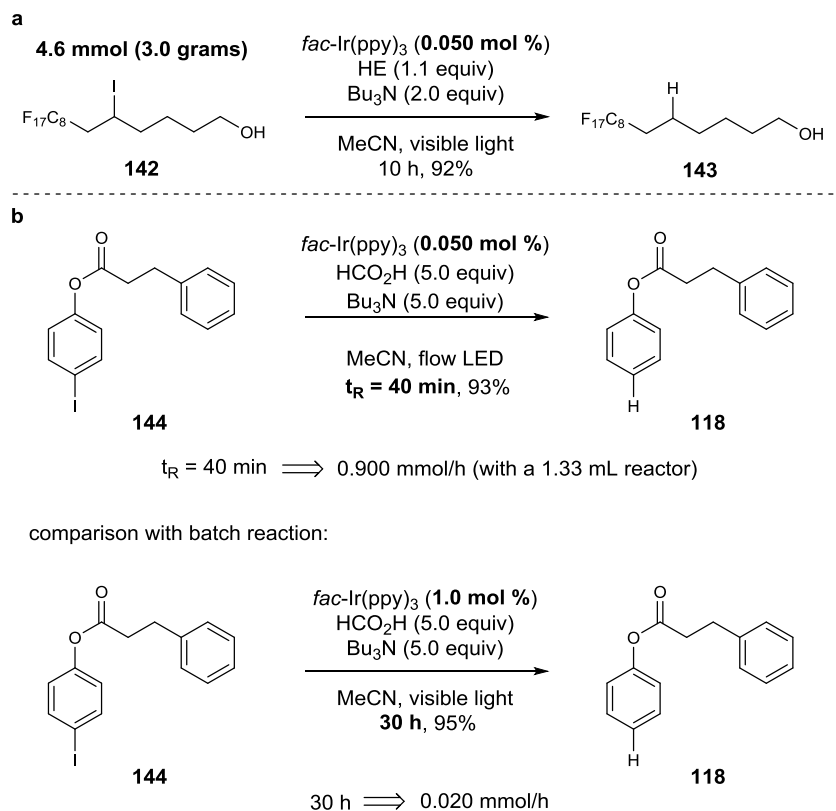 a
4.6 mmol (3.0 grams)
fac-Ir(ppy)3 (0.050 mol %)
HE (1.1 equiv)
Bu3N (2.0 equiv)
MeCN, visible light
10 h, 92%
I
F17C8
OH
142
H
F17C8
OH
143
b
O
O
I
144
fac-Ir(ppy)3 (0.050 mol %)
HCO2H (5.0 equiv)
Bu3N (5.0 equiv)
MeCN, flow LED
tR = 40 min, 93%
O
O
H
118
tR = 40 min ⟹ 0.900 mmol/h (with a 1.33 mL reactor)
comparison with batch reaction:
O
O
I
144
fac-Ir(ppy)3 (1.0 mol %)
HCO2H (5.0 equiv)
Bu3N (5.0 equiv)
MeCN, visible light
30 h, 95%
O
O
H
118
30 h ⟹ 0.020 mmol/h